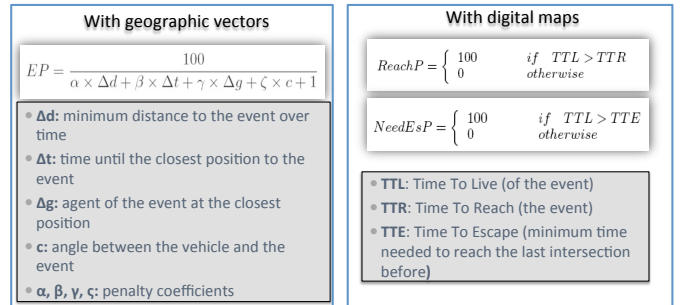 With geographic vectors
EP = 100 / (α × Δd + β × Δt + γ × Δg + ζ × c + 1)
• Δd: minimum distance to the event over
time
• Δt: time until the closest position to the
event
• Δg: agent of the event at the closest
position
• c: angle between the vehicle and the
event
• α, β, γ, ς: penalty coefficients
With digital maps
ReachP = { 100 if TTL > TTR
0 otherwise
NeedEsP = { 100 if TTL > TTE
0 otherwise
• TTL: Time To Live (of the event)
• TTR: Time To Reach (the event)
• TTE: Time To Escape (minimum time
needed to reach the last intersection
before)